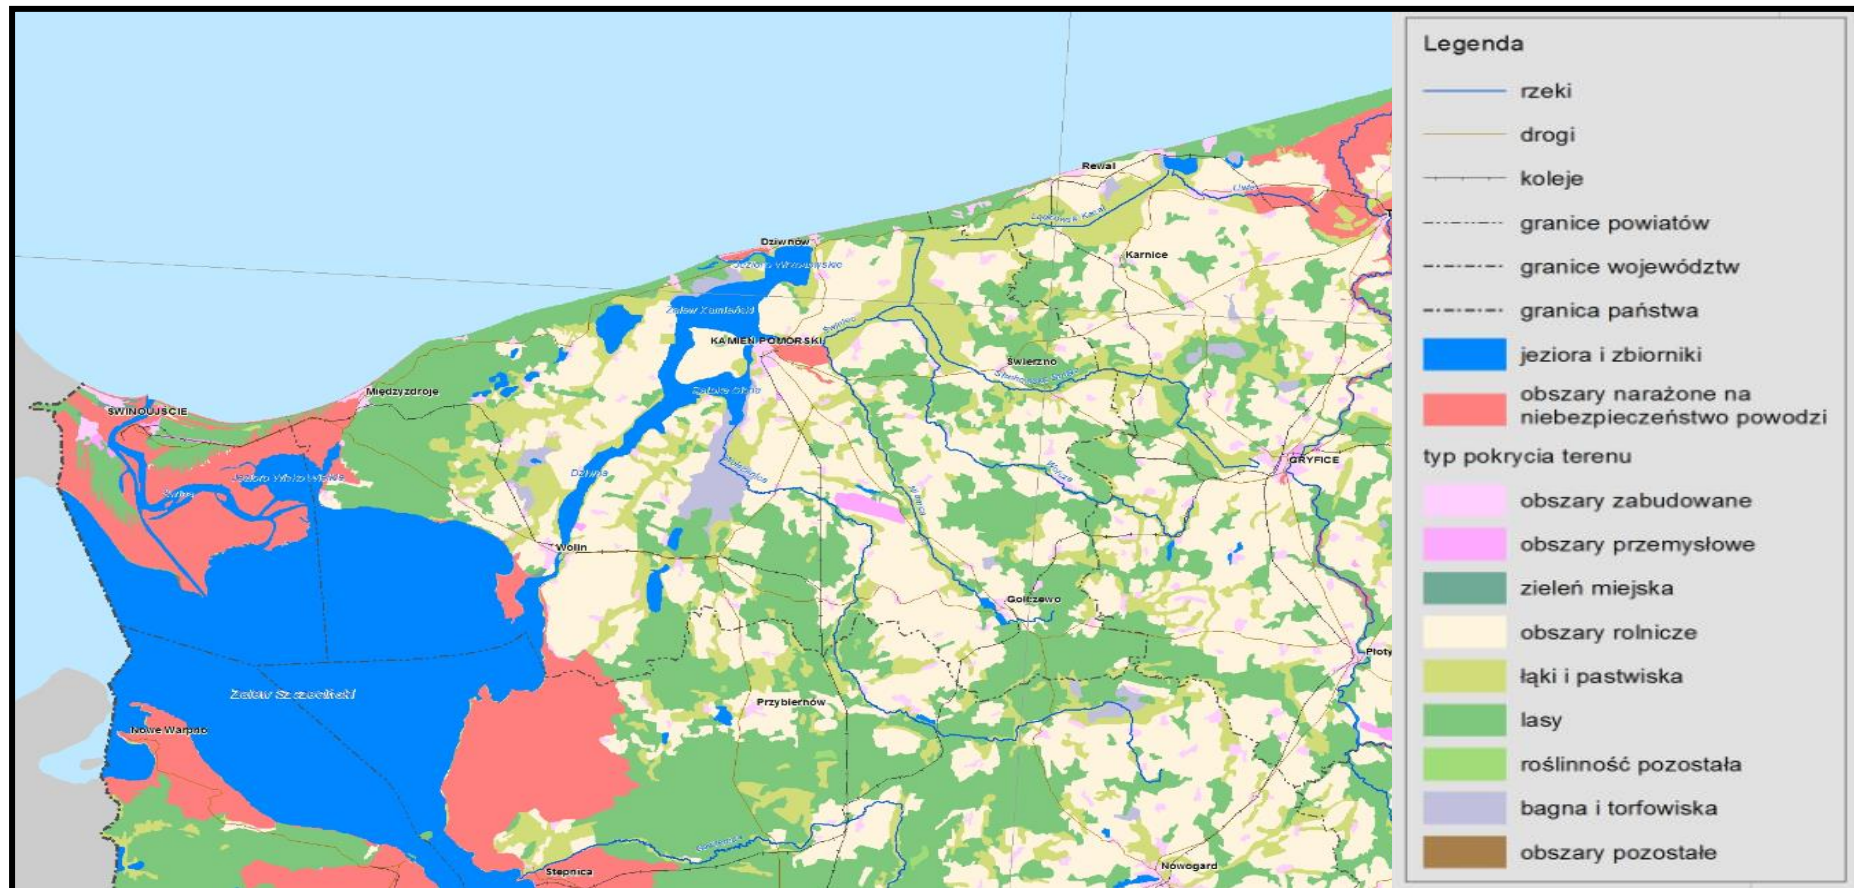 Rewal
Dziwnów
Karnice
Zalew Kamieński
KAMIEŃ POMORSKI
Świniec
Świerzno
Międzyzdroje
ŚWINOUJŚCIE
GRYFICE
Dziwna
Wołcza
Niemica
Wolin
Golczewo
Płoty
Zalew Szczeciński
Przybiernów
Nowe Warpno
Stepnica
Nowogard
Legenda
rzeki
drogi
koleje
granice powiatów
granice województw
granica państwa
jeziora i zbiorniki
obszary narażone na
niebezpieczeństwo powodzi
typ pokrycia terenu
obszary zabudowane
obszary przemysłowe
zieleń miejska
obszary rolnicze
łąki i pastwiska
lasy
roślinność pozostała
bagna i torfowiska
obszary pozostałe